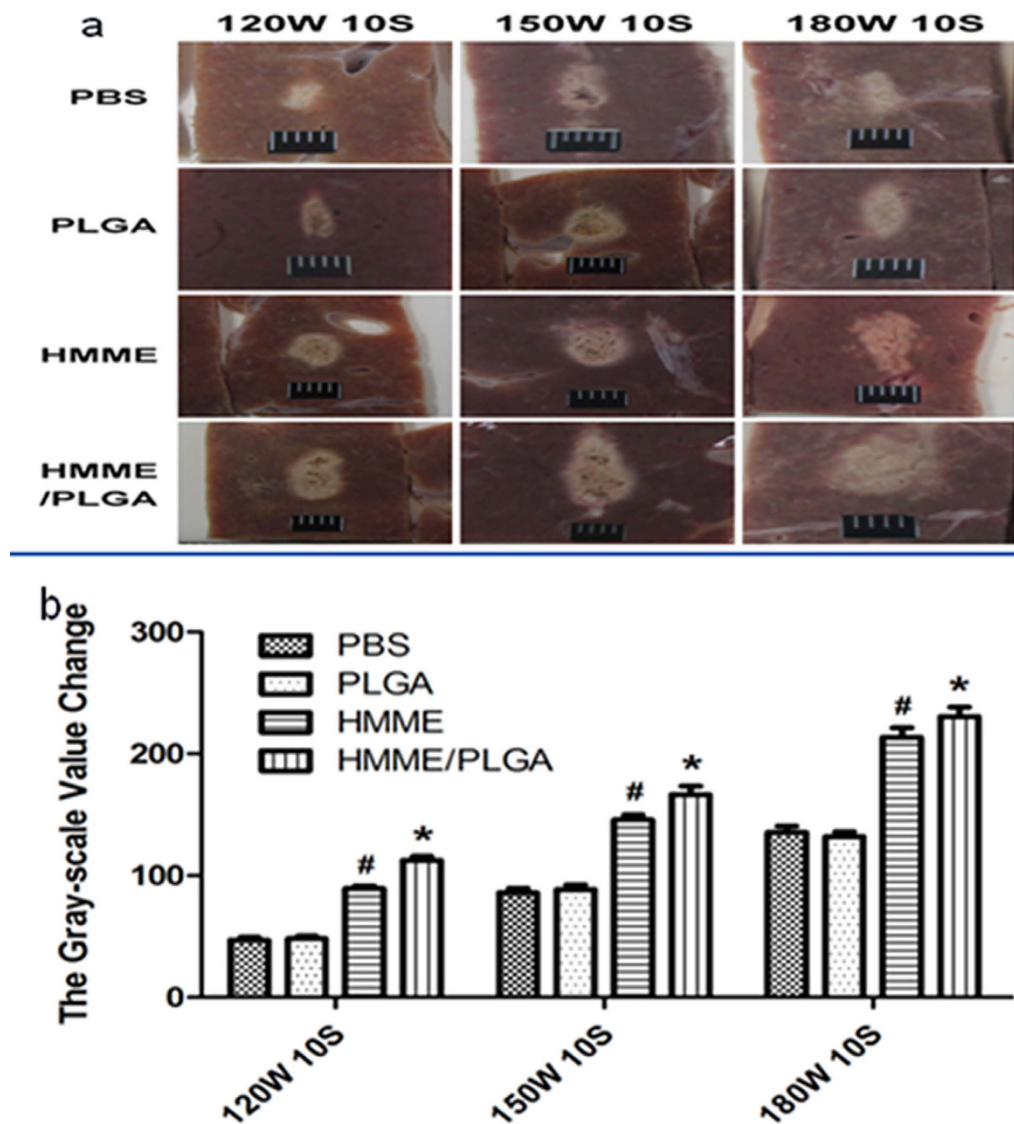 a
120W 10S 150W 10S 180W 10S
PBS
PLGA
HMME
HMME
/PLGA
b
The Gray-scale Value Change
300
200
100
0
PBS
PLGA
HMME
HMME/PLGA
# * # * # *
120W 10S 150W 10S 180W 10S